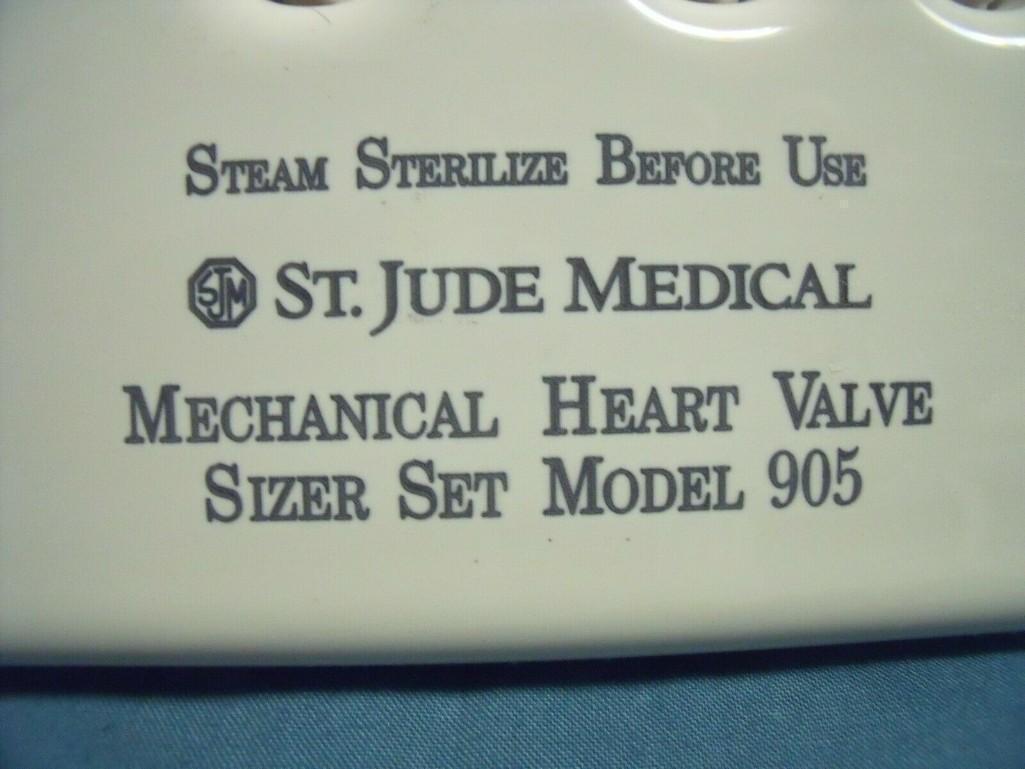 STEAM STERILIZE BEFORE USE
SJM ST. JUDE MEDICAL
MECHANICAL HEART VALVE
SIZER SET MODEL 905